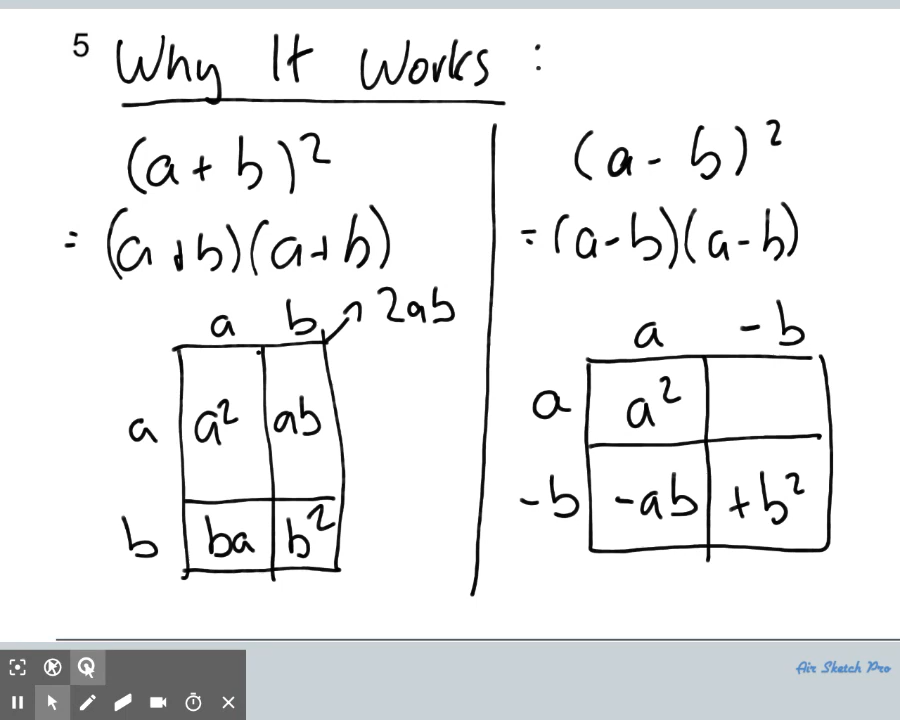 5 Why It Works :
(a + b)²
= (a + b)(a + b)
a b 2ab
a a² ab
b ba b²
(a - b)²
= (a - b)(a - b)
a - b
a a²
- b - ab + b²
Air Sketch Pro